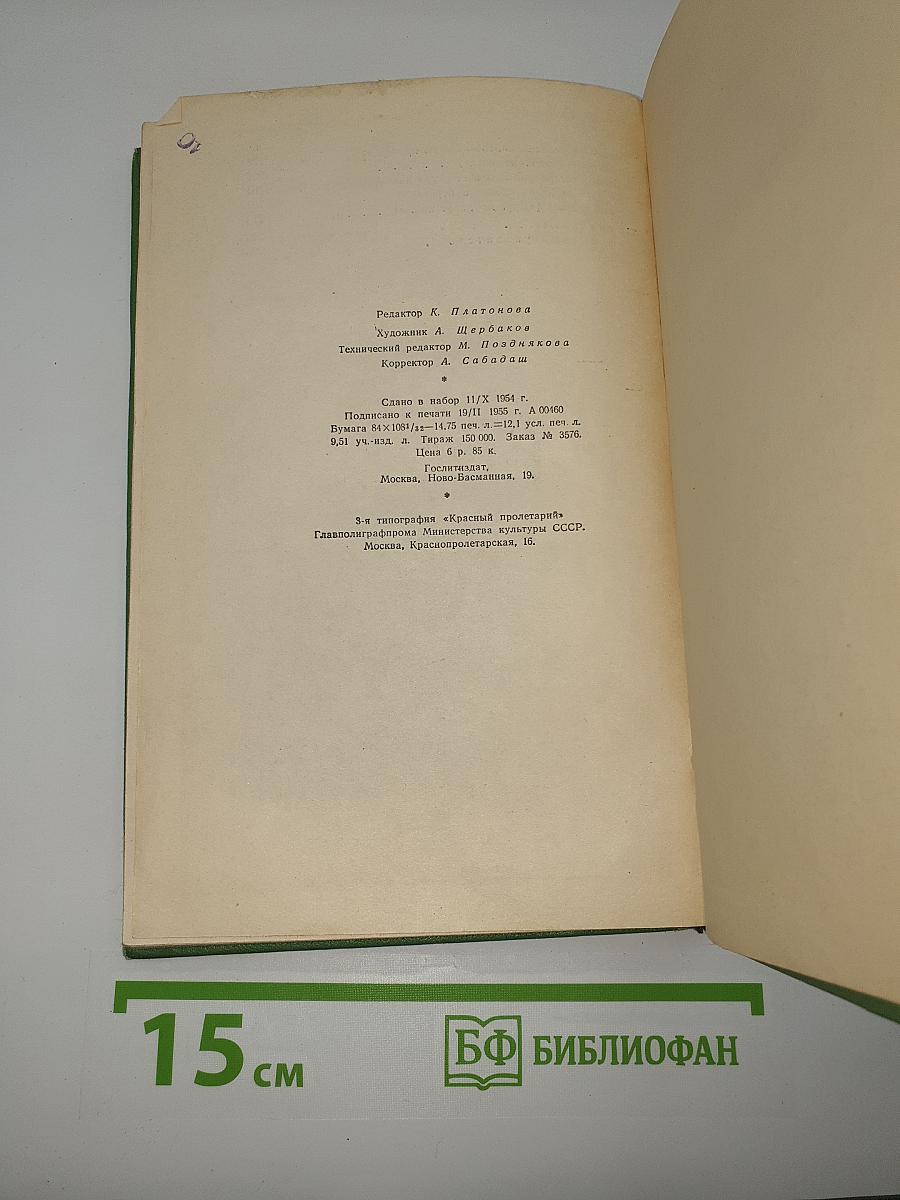 10
Редактор К. Платонова
Художник А. Щербаков
Технический редактор М. Позднякова
Корректор А. Сабадаш
*
Сдано в набор 11/X 1954 г.
Подписано к печати 19/II 1955 г. А 00460
Бумага 84×108¹/₃₂—14,75 печ. л.=12,1 усл. печ. л.
9,51 уч.-изд. л. Тираж 150 000. Заказ № 3576.
Цена 6 р. 85 к.
Гослитиздат,
Москва, Ново-Басманная, 19.
*
3-я типография «Красный пролетарий»
Главполиграфпрома Министерства культуры СССР.
Москва, Краснопролетарская, 16.
15 см
БФ БИБЛИОФАН